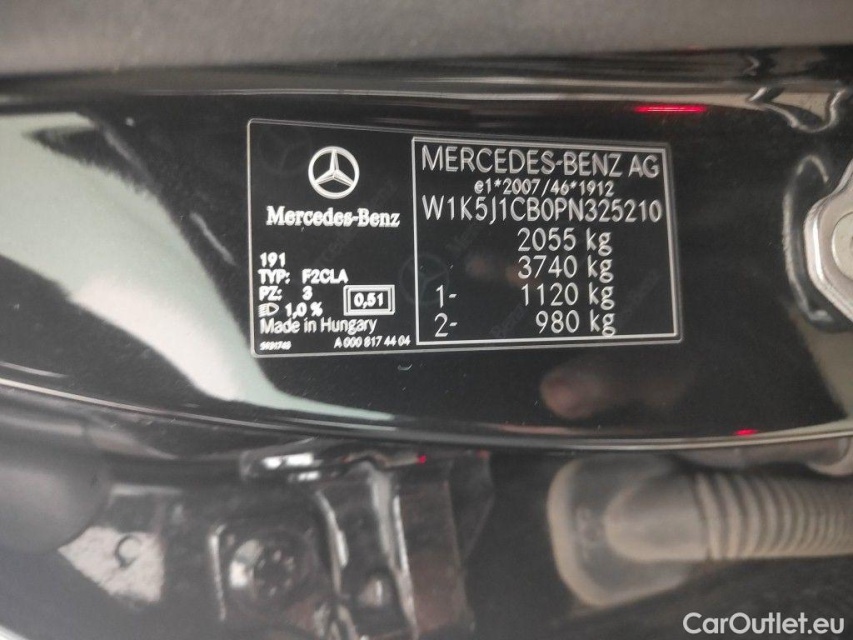 Mercedes-Benz
191
TYP: F2CLA
PZ: 3
1,0 % 0,51
Made in Hungary
A 000 817 44 04
MERCEDES-BENZ AG
e1*2007/46*1912
W1K5J1CB0PN325210
2055 kg
3740 kg
1- 1120 kg
2- 980 kg
CarOutlet.eu